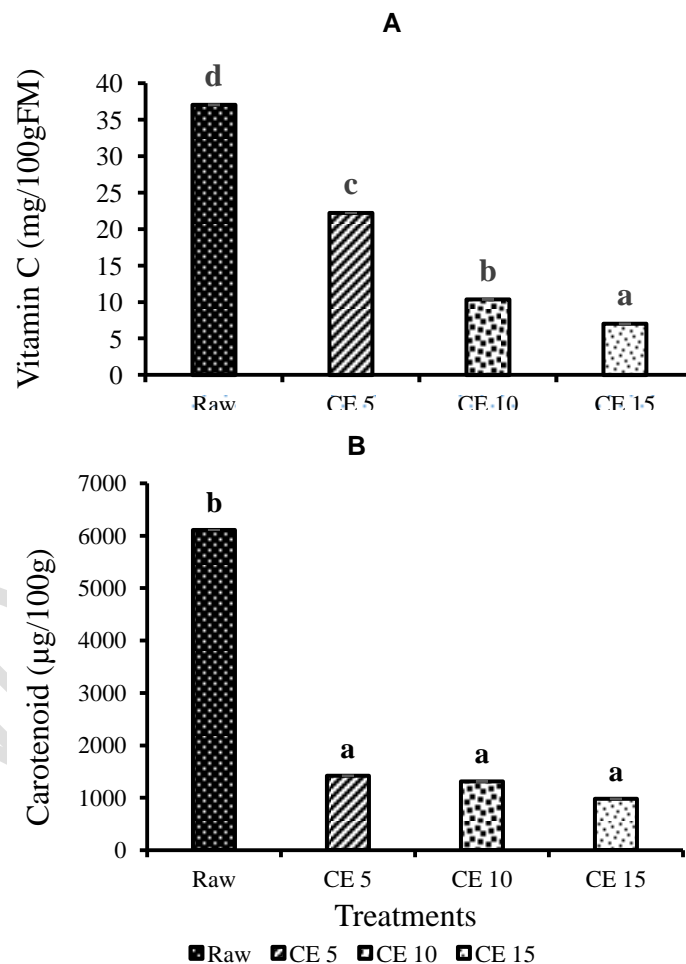 A
Vitamin C (mg/100gFM)
40
35
30
25
20
15
10
5
0
d
c
b
a
Raw
CE 5
CE 10
CE 15
B
Carotenoid (µg/100g)
7000
6000
5000
4000
3000
2000
1000
0
b
a
a
a
Raw
CE 5
CE 10
CE 15
Treatments
Raw CE 5 CE 10 CE 15